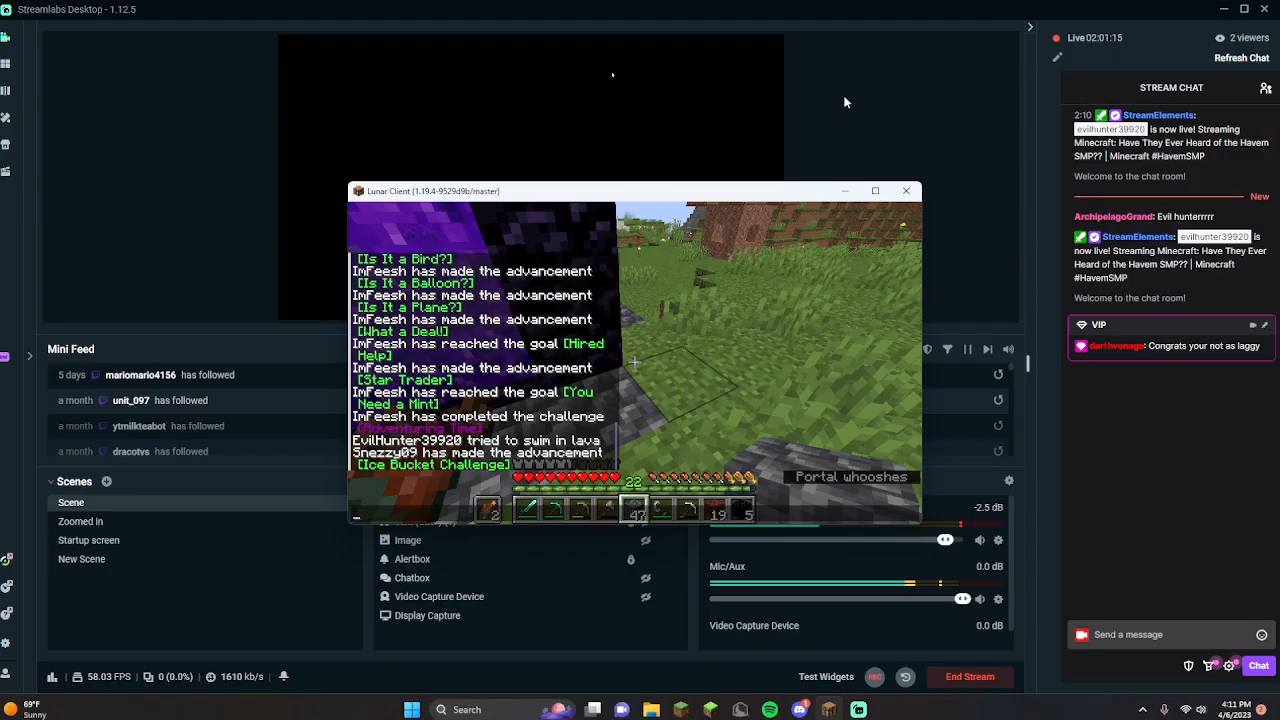 Streamlabs Desktop - 1.12.5
Live 02:01:15
2 viewers
Refresh Chat
STREAM CHAT
2:10 StreamElements:
evilhunter39920 is now live! Streaming
Minecraft: Have They Ever Heard of the Havem
SMP?? | Minecraft #HavemSMP
Welcome to the chat room!
New
ArchipelagoGrand: Evil hunterrrrr
StreamElements: evilhunter39920 is
now live! Streaming Minecraft: Have They Ever
Heard of the Havem SMP?? | Minecraft
#HavemSMP
Welcome to the chat room!
VIP
darthvenage: Congrats your not as laggy
Send a message
Chat
Lunar Client (1.19.4-9529d9b/master)
[Is It a Bird?]
ImFeesh has made the advancement
[Is It a Balloon?]
ImFeesh has made the advancement
[Is It a Plane?]
ImFeesh has made the advancement
[What a Deal!]
ImFeesh has reached the goal [Hired
Help]
ImFeesh has made the advancement
[Star Trader]
ImFeesh has reached the goal [You
Need a Mint]
ImFeesh has completed the challenge
[Adventuring Time]
EvilHunter39920 tried to swim in lava
Snezzy09 has made the advancement
[Ice Bucket Challenge]
Portal whooshes
22
2
47
19
5
Mini Feed
5 days mariomario4156 has followed
a month unit_097 has followed
a month ytmilkteabot has followed
a month dracotvs has followed
Scenes
Scene
Zoomed In
Startup screen
New Scene
Image
Alertbox
Chatbox
Video Capture Device
Display Capture
-2.5 dB
Mic/Aux
0.0 dB
Video Capture Device
0.0 dB
58.03 FPS
0 (0.0%)
1610 kb/s
Test Widgets
REC
End Stream
69°F
Sunny
Search
4:11 PM
4/6/2023